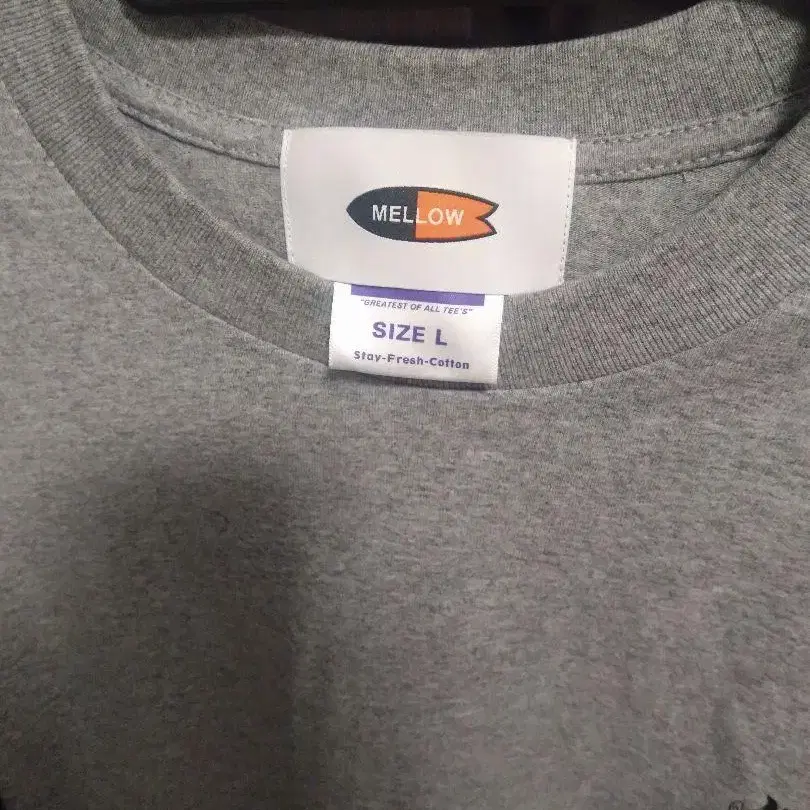 MELLOW
"GREATEST OF ALL TEE'S"
SIZE L
Stay-Fresh-Cotton